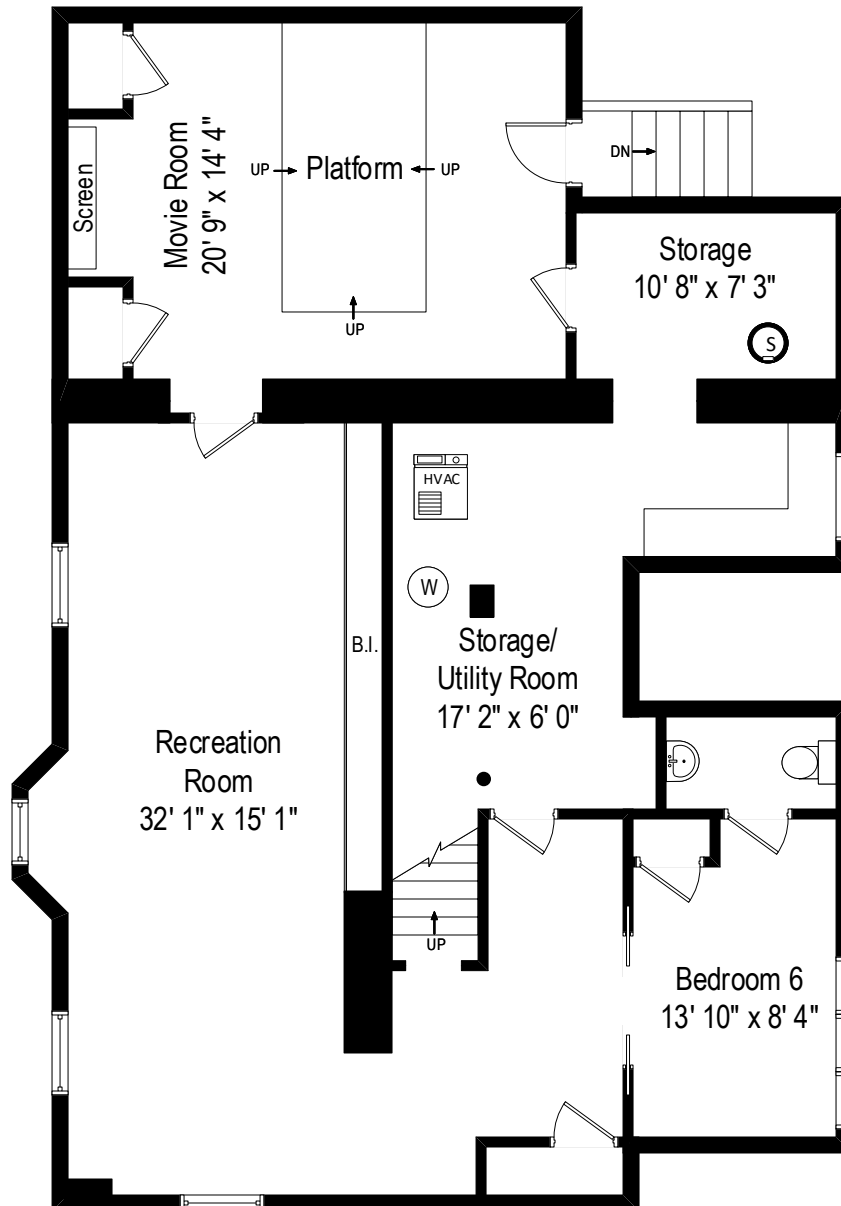 Screen
Movie Room
20' 9" x 14' 4"
UP
Platform
UP
UP
DN
Storage
10' 8" x 7' 3"
S
HVAC
W
B.I.
Storage/
Utility Room
17' 2" x 6' 0"
Recreation
Room
32' 1" x 15' 1"
UP
Bedroom 6
13' 10" x 8' 4"